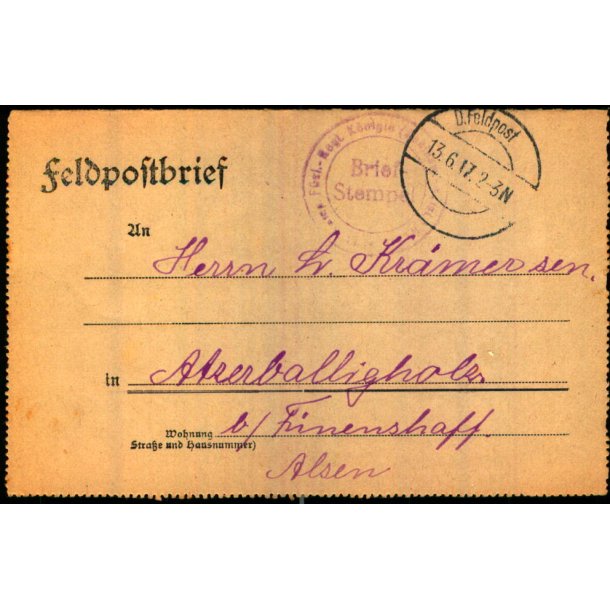 Feldpostbrief
Füsl.-Regt. Königin
Brief
Stempel
D.Feldpost
13.6.17.2-3N
An
Herrn H. Krämer sen.
in Atzerballigholz
Wohnung
Straße und Hausnummer)
b/ Fünenshaff.
Alsen